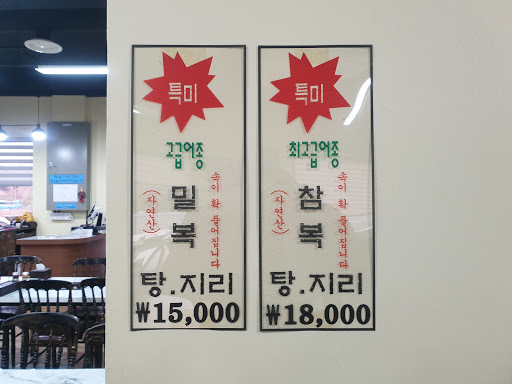 특미
고급어종
밀복
(자연산)
속이 확 풀어집니다
탕.지리
₩15,000
특미
최고급어종
참복
(자연산)
속이 확 풀어집니다
탕.지리
₩18,000